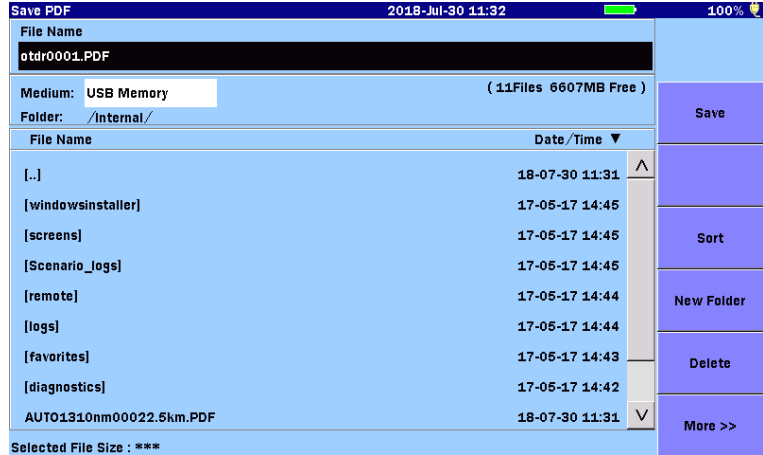 Save PDF 2018-Jul-30 11:32 100%
File Name
otdr0001.PDF
Medium: USB Memory ( 11Files 6607MB Free )
Folder: /Internal/
File Name Date/Time ▼
[..] 18-07-30 11:31
[windowsinstaller] 17-05-17 14:45
[screens] 17-05-17 14:45
[Scenario_logs] 17-05-17 14:45
[remote] 17-05-17 14:44
[logs] 17-05-17 14:44
[favorites] 17-05-17 14:43
[diagnostics] 17-05-17 14:42
AUTO1310nm00022.5km.PDF 18-07-30 11:31
Selected File Size : ***
Save
Sort
New Folder
Delete
More >>